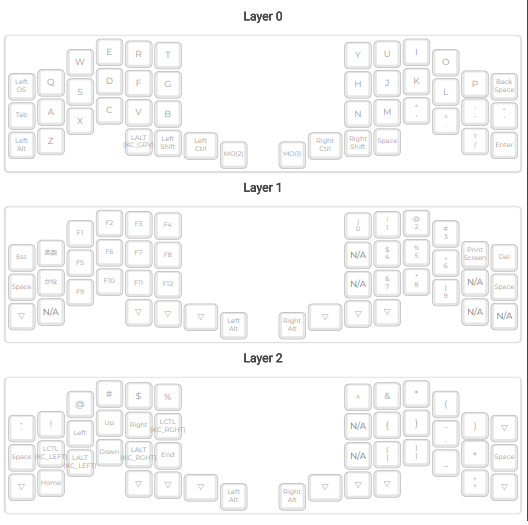 Layer 0
E R T Y U I
W O
Q P
Left
OS
Back
Space
D F G H J K
S L
A
Tab
C V B N M
X
Z
Left
Alt
?
/
Enter
LALT
(KC_GRV)
Left
Shift
Left
Ctrl
MO(2)
MO(1)
Right
Ctrl
Right
Shift
Space
Layer 1
F2 F3 F4
)
0
!
1
@
2
F1
#
3
Esc
英数
Print
Screen
Del
F6 F7 F8
N/A
$
4
%
5
F5
^
6
Space
かな
N/A
Space
F10 F11 F12
N/A
&
7
*
8
F9
(
9
▽
N/A
N/A
N/A
▽ ▽ ▽
Left
Alt
Right
Alt
▽ ▽ ▽
Layer 2
# $ %
^ & *
@
(
~
!
)
▽
Up Right
LCTL
(KC_RGHT)
N/A
{
}
Left
Space
LCTL
(KC_LEFT)
+
Space
Down
LALT
(KC_RGHT)
End
N/A
{
[
}
]
LALT
(KC_LEFT)
_
▽
Home
+
=
▽
▽ ▽ ▽
Left
Alt
Right
Alt
▽ ▽ ▽